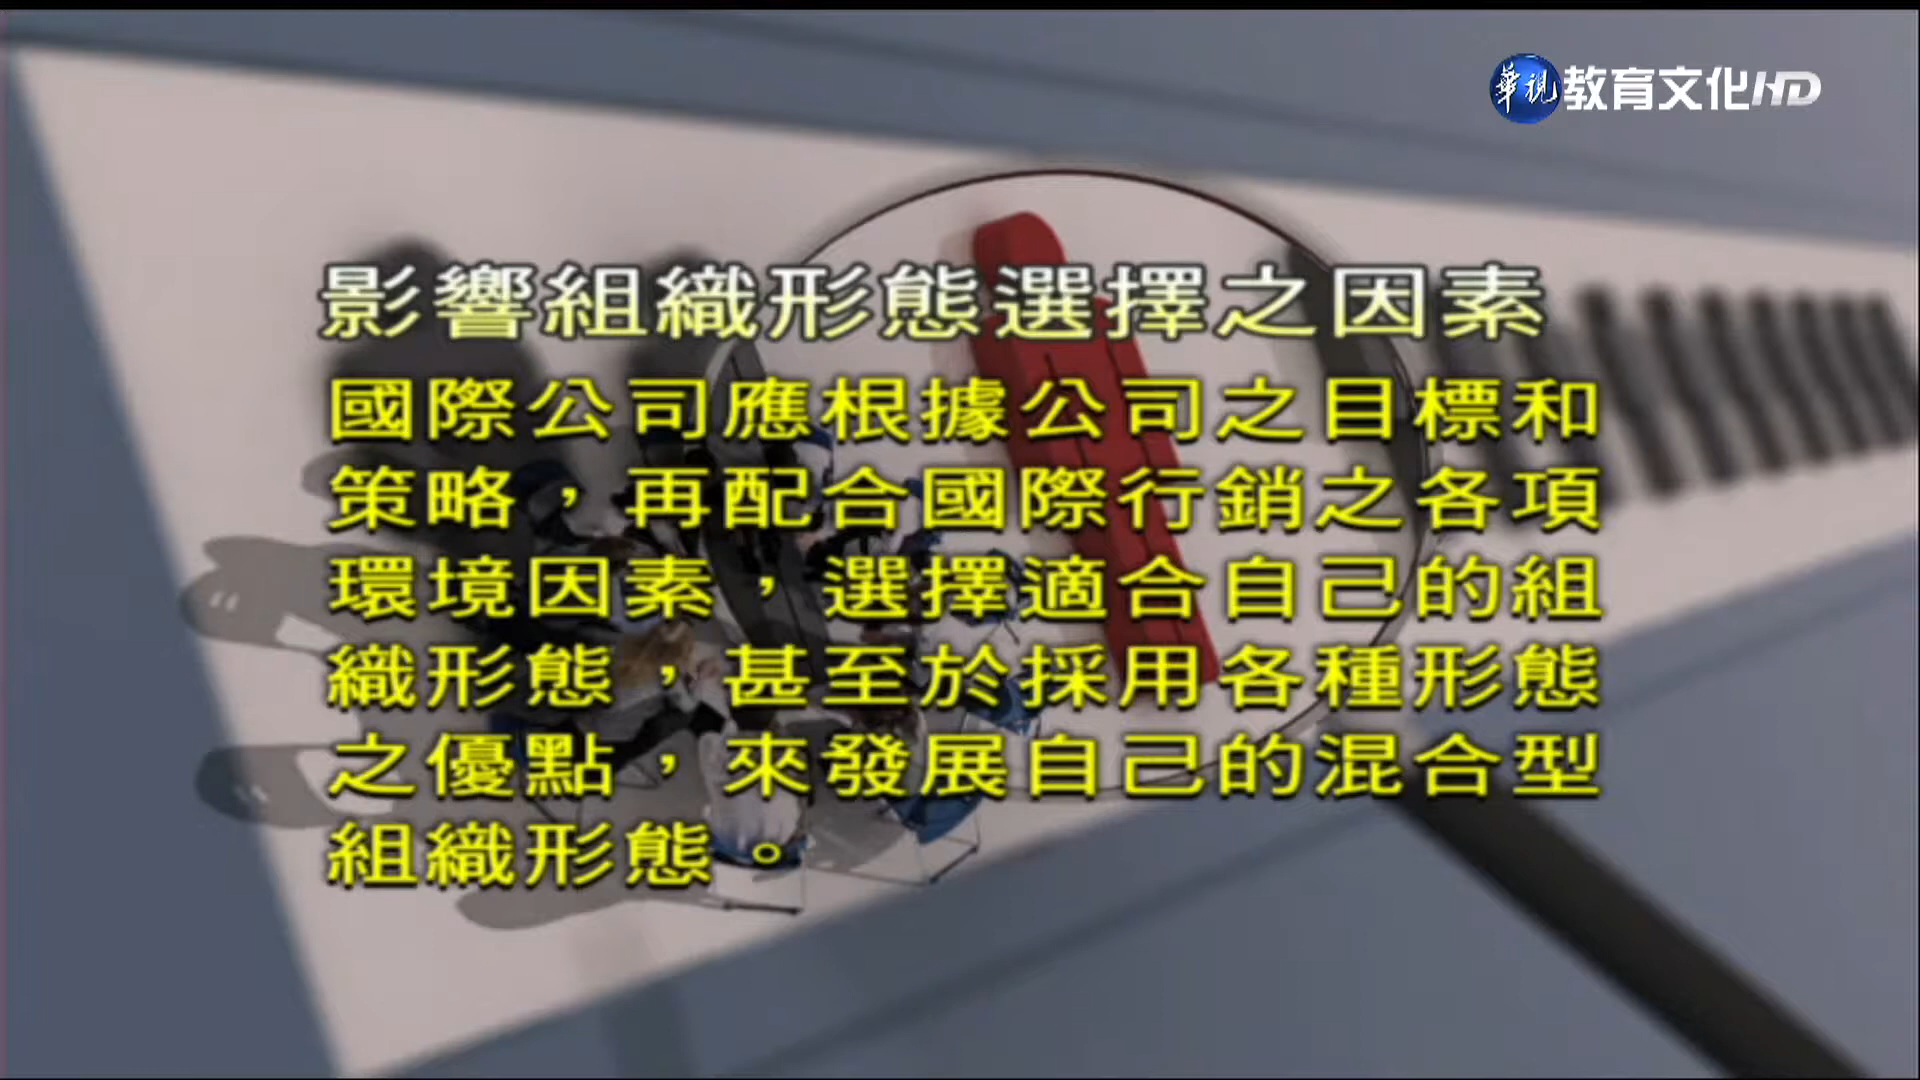 華視 教育文化HD
影響組織形態選擇之因素
國際公司應根據公司之目標和
策略，再配合國際行銷之各項
環境因素，選擇適合自己的組
織形態，甚至於採用各種形態
之優點，來發展自己的混合型
組織形態。